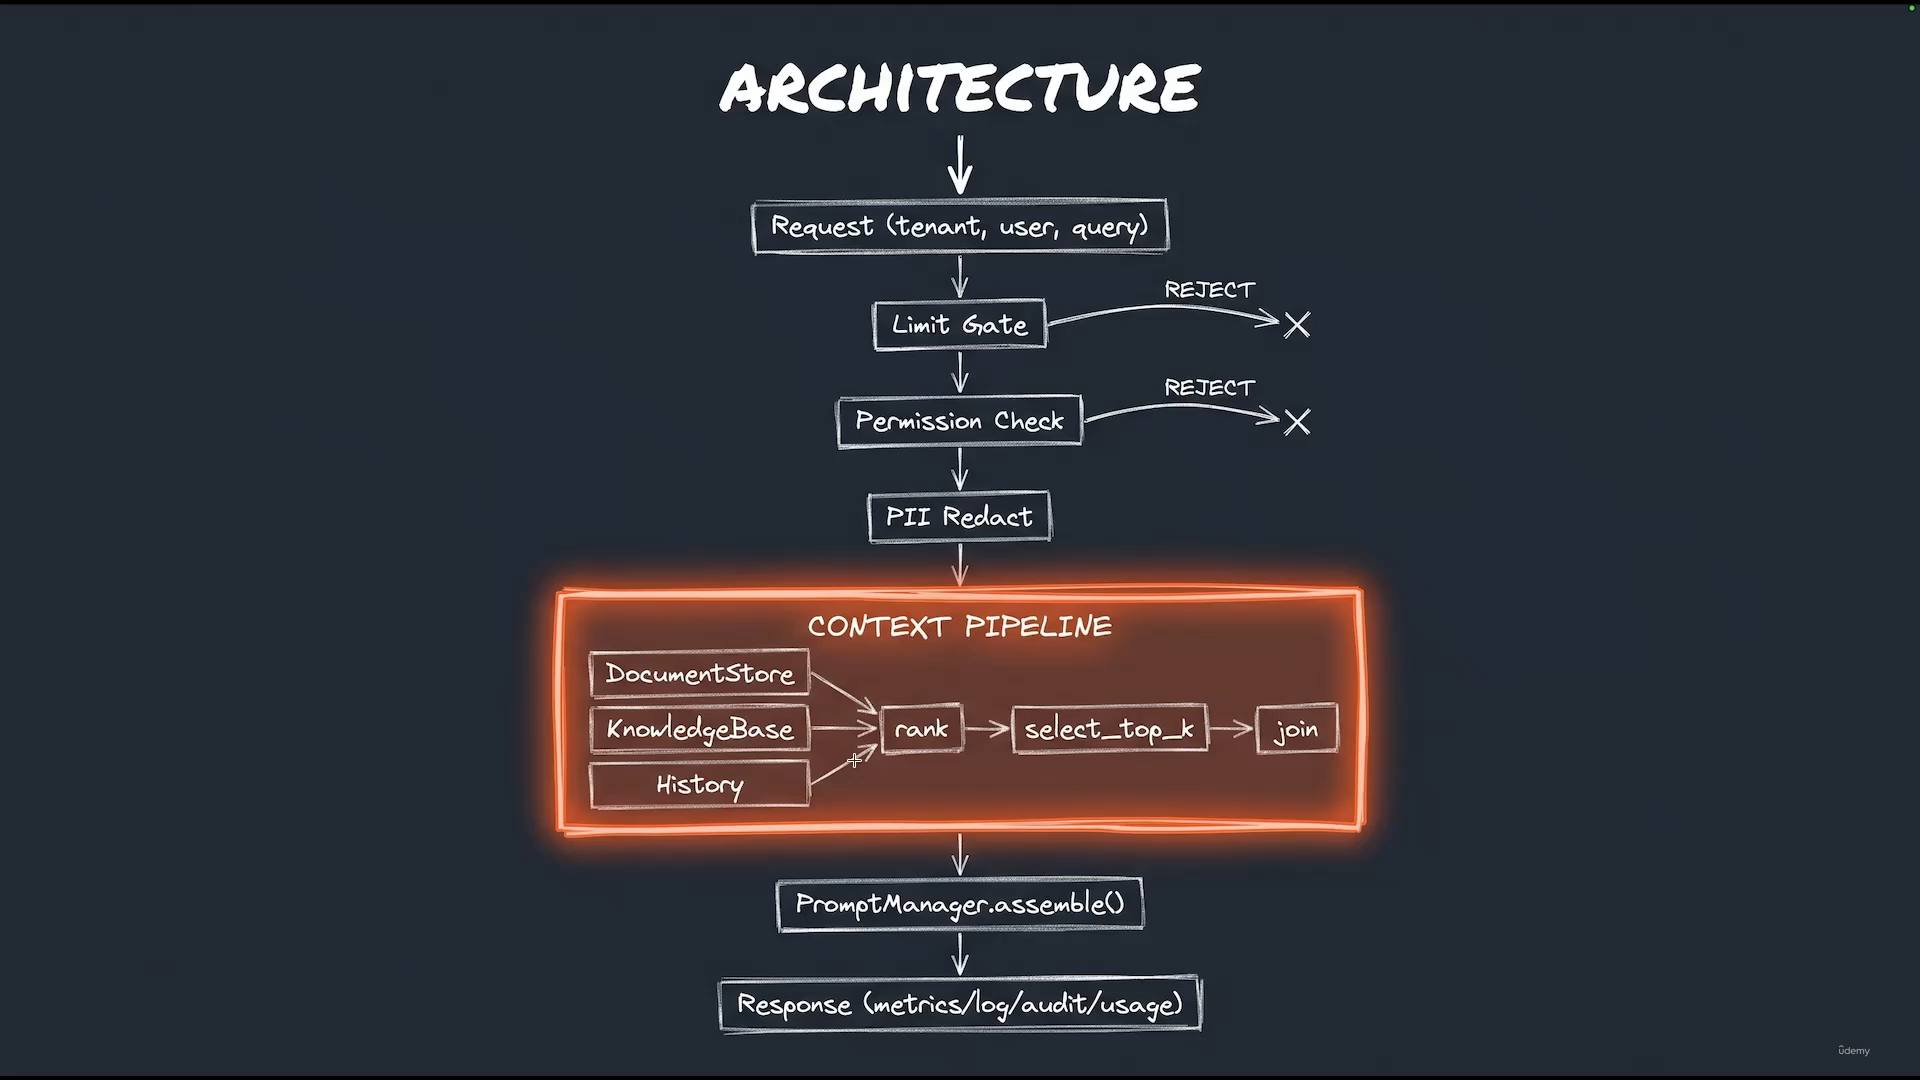 ARCHITECTURE
Request (tenant, user, query)
REJECT
Limit Gate
REJECT
Permission Check
PII Redact
CONTEXT PIPELINE
DocumentStore
KnowledgeBase
rank
select_top_k
join
History
PromptManager.assemble()
Response (metrics/log/audit/usage)
udemy